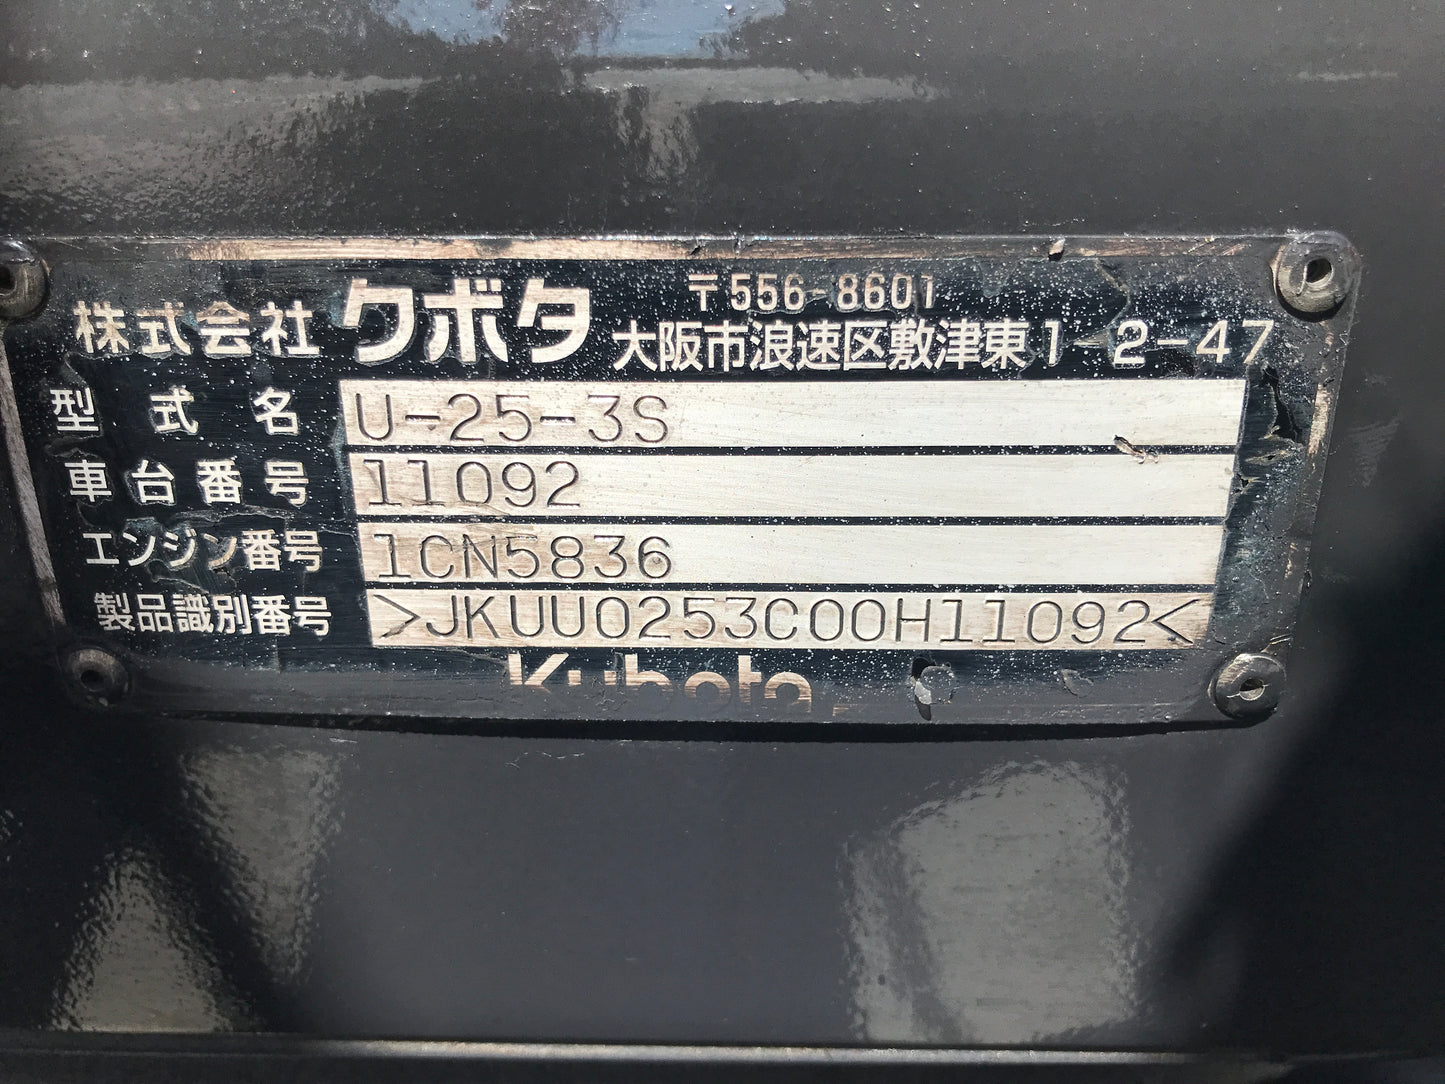 株式会社 クボタ 〒556-8601
大阪市浪速区敷津東1-2-47
型式名 U-25-3S
車台番号 11092
エンジン番号 1CN5836
製品識別番号 >JKUU0253C00H11092<
Kubota